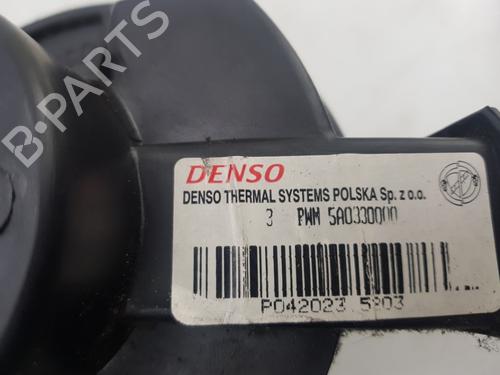 B-PARTS
DENSO
DENSO THERMAL SYSTEMS POLSKA Sp. z o.o.
3 PWM 5A0330000
P042023 5203